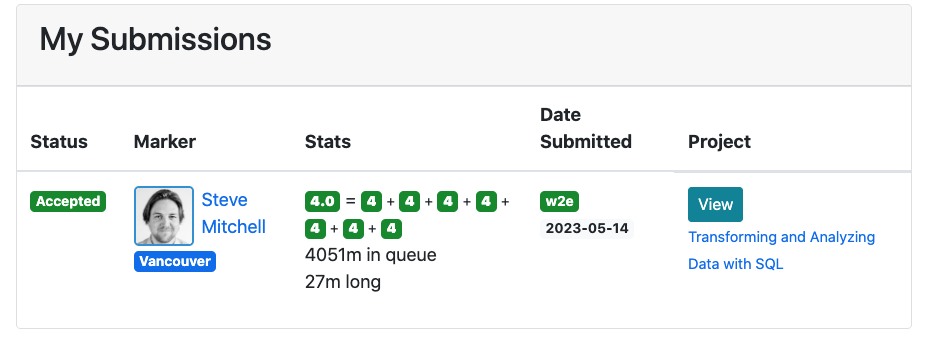 My Submissions
Status Marker Stats Date Submitted Project
Accepted
Steve
Mitchell
Vancouver
4.0 = 4 + 4 + 4 + 4 +
4 + 4 + 4
4051m in queue
27m long
w2e
2023-05-14
View
Transforming and Analyzing
Data with SQL